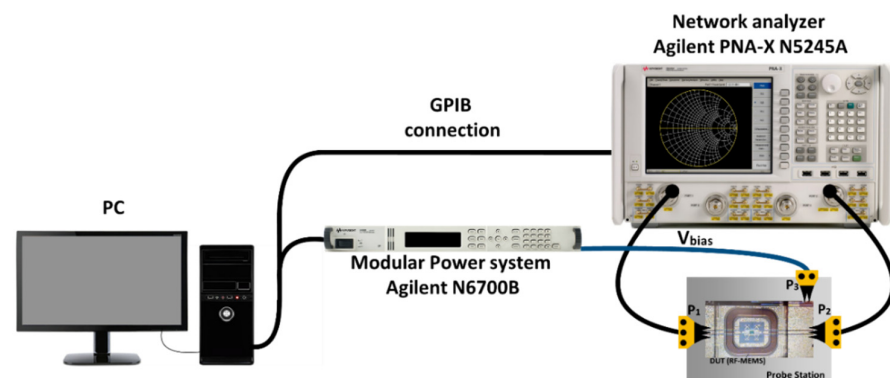 Network analyzer
Agilent PNA-X N5245A
PNA-X
GPIB
connection
PC
Modular Power system
Agilent N6700B
Vbias
P3
P1
P2
DUT (RF-MEMS)
Probe Station